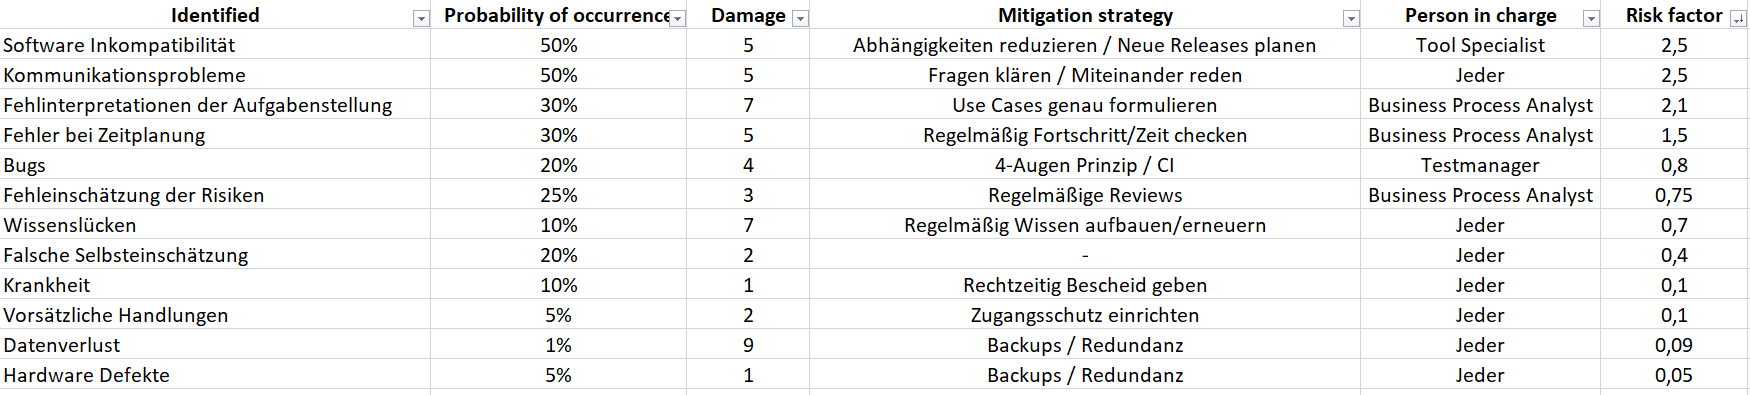 Identified Probability of occurrence Damage Mitigation strategy Person in charge Risk factor
Software Inkompatibilität 50% 5 Abhängigkeiten reduzieren / Neue Releases planen Tool Specialist 2,5
Kommunikationsprobleme 50% 5 Fragen klären / Miteinander reden Jeder 2,5
Fehlinterpretationen der Aufgabenstellung 30% 7 Use Cases genau formulieren Business Process Analyst 2,1
Fehler bei Zeitplanung 30% 5 Regelmäßig Fortschritt/Zeit checken Business Process Analyst 1,5
Bugs 20% 4 4-Augen Prinzip / CI Testmanager 0,8
Fehleinschätzung der Risiken 25% 3 Regelmäßige Reviews Business Process Analyst 0,75
Wissenslücken 10% 7 Regelmäßig Wissen aufbauen/erneuern Jeder 0,7
Falsche Selbsteinschätzung 20% 2 - Jeder 0,4
Krankheit 10% 1 Rechtzeitig Bescheid geben Jeder 0,1
Vorsätzliche Handlungen 5% 2 Zugangsschutz einrichten Jeder 0,1
Datenverlust 1% 9 Backups / Redundanz Jeder 0,09
Hardware Defekte 5% 1 Backups / Redundanz Jeder 0,05